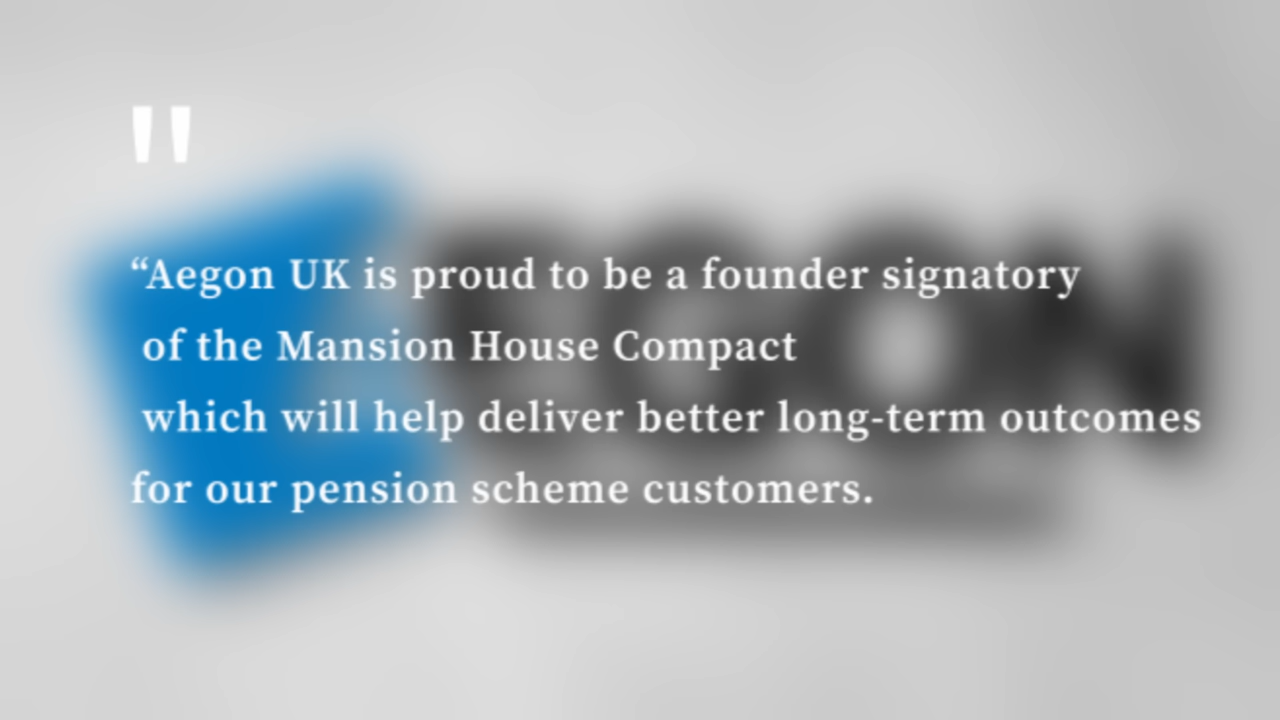 "
“Aegon UK is proud to be a founder signatory
of the Mansion House Compact
which will help deliver better long-term outcomes
for our pension scheme customers.
AEGON